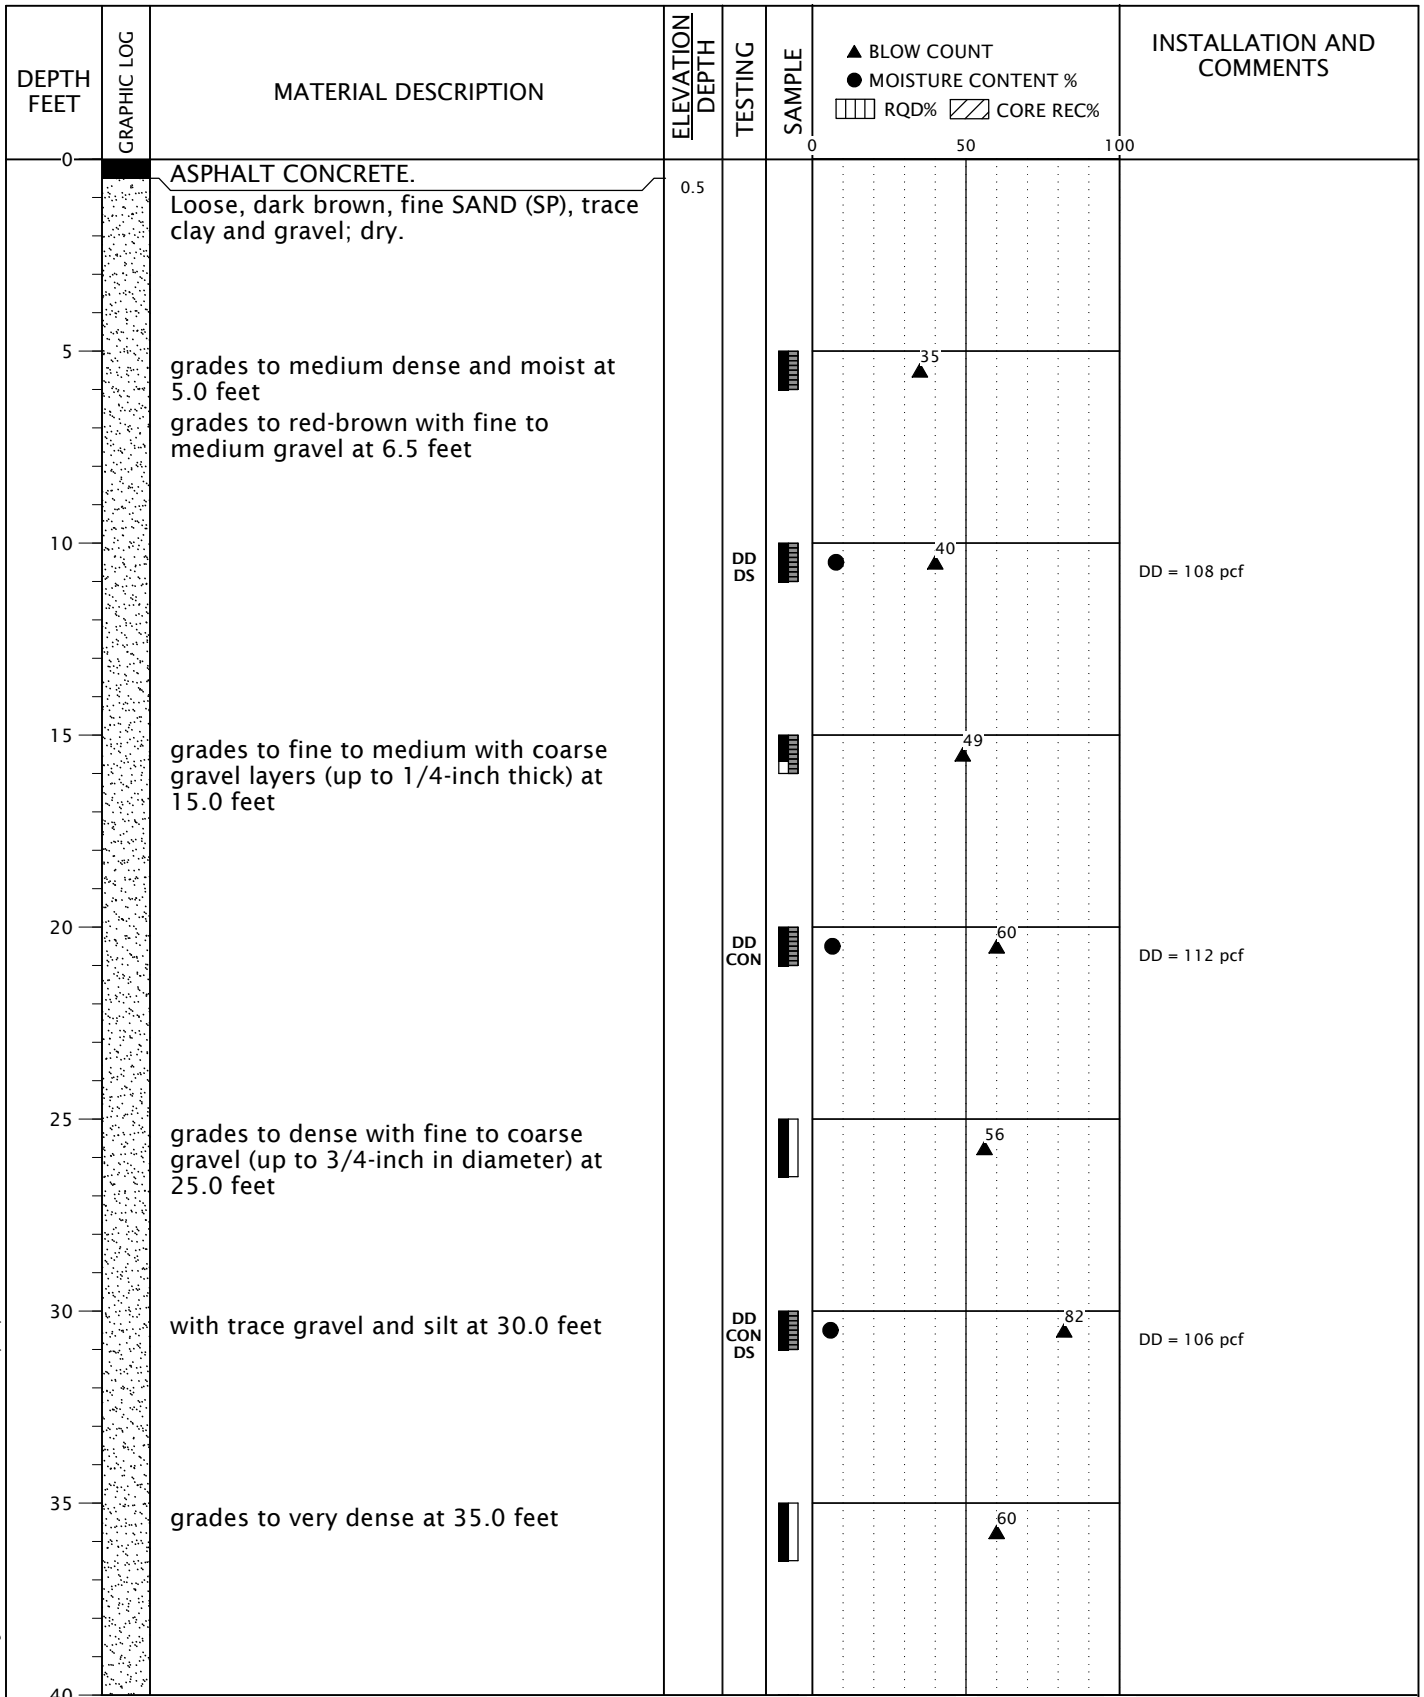 DEPTH
FEET
GRAPHIC LOG
MATERIAL DESCRIPTION
ELEVATION
DEPTH
TESTING
SAMPLE
▲ BLOW COUNT
● MOISTURE CONTENT %
RQD% CORE REC%
0 50 100
INSTALLATION AND
COMMENTS
0
ASPHALT CONCRETE.
0.5
Loose, dark brown, fine SAND (SP), trace
clay and gravel; dry.
5
35
grades to medium dense and moist at
5.0 feet
grades to red-brown with fine to
medium gravel at 6.5 feet
10
DD
DS
40
DD = 108 pcf
15
49
grades to fine to medium with coarse
gravel layers (up to 1/4-inch thick) at
15.0 feet
20
DD
CON
60
DD = 112 pcf
25
56
grades to dense with fine to coarse
gravel (up to 3/4-inch in diameter) at
25.0 feet
30
with trace gravel and silt at 30.0 feet
DD
CON
DS
82
DD = 106 pcf
35
grades to very dense at 35.0 feet
60
40